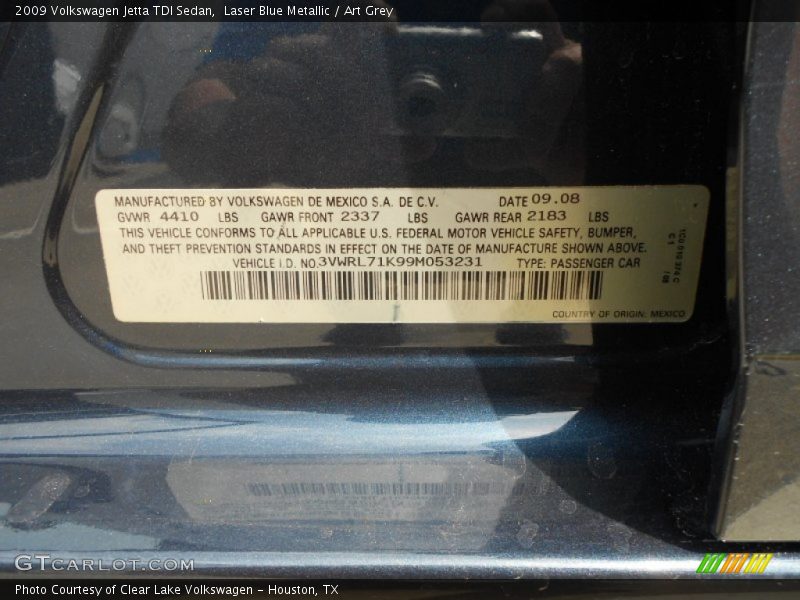 2009 Volkswagen Jetta TDI Sedan,  Laser Blue Metallic / Art Grey
MANUFACTURED BY VOLKSWAGEN DE MEXICO S.A. DE C.V. DATE 09.08
GVWR 4410 LBS GAWR FRONT 2337 LBS GAWR REAR 2183 LBS
THIS VEHICLE CONFORMS TO ALL APPLICABLE U.S. FEDERAL MOTOR VEHICLE SAFETY, BUMPER,
AND THEFT PREVENTION STANDARDS IN EFFECT ON THE DATE OF MANUFACTURE SHOWN ABOVE.
VEHICLE I.D. NO. 3VWRL71K99M053231 TYPE: PASSENGER CAR
COUNTRY OF ORIGIN: MEXICO
GTCARLOT.COM
Photo Courtesy of Clear Lake Volkswagen - Houston, TX